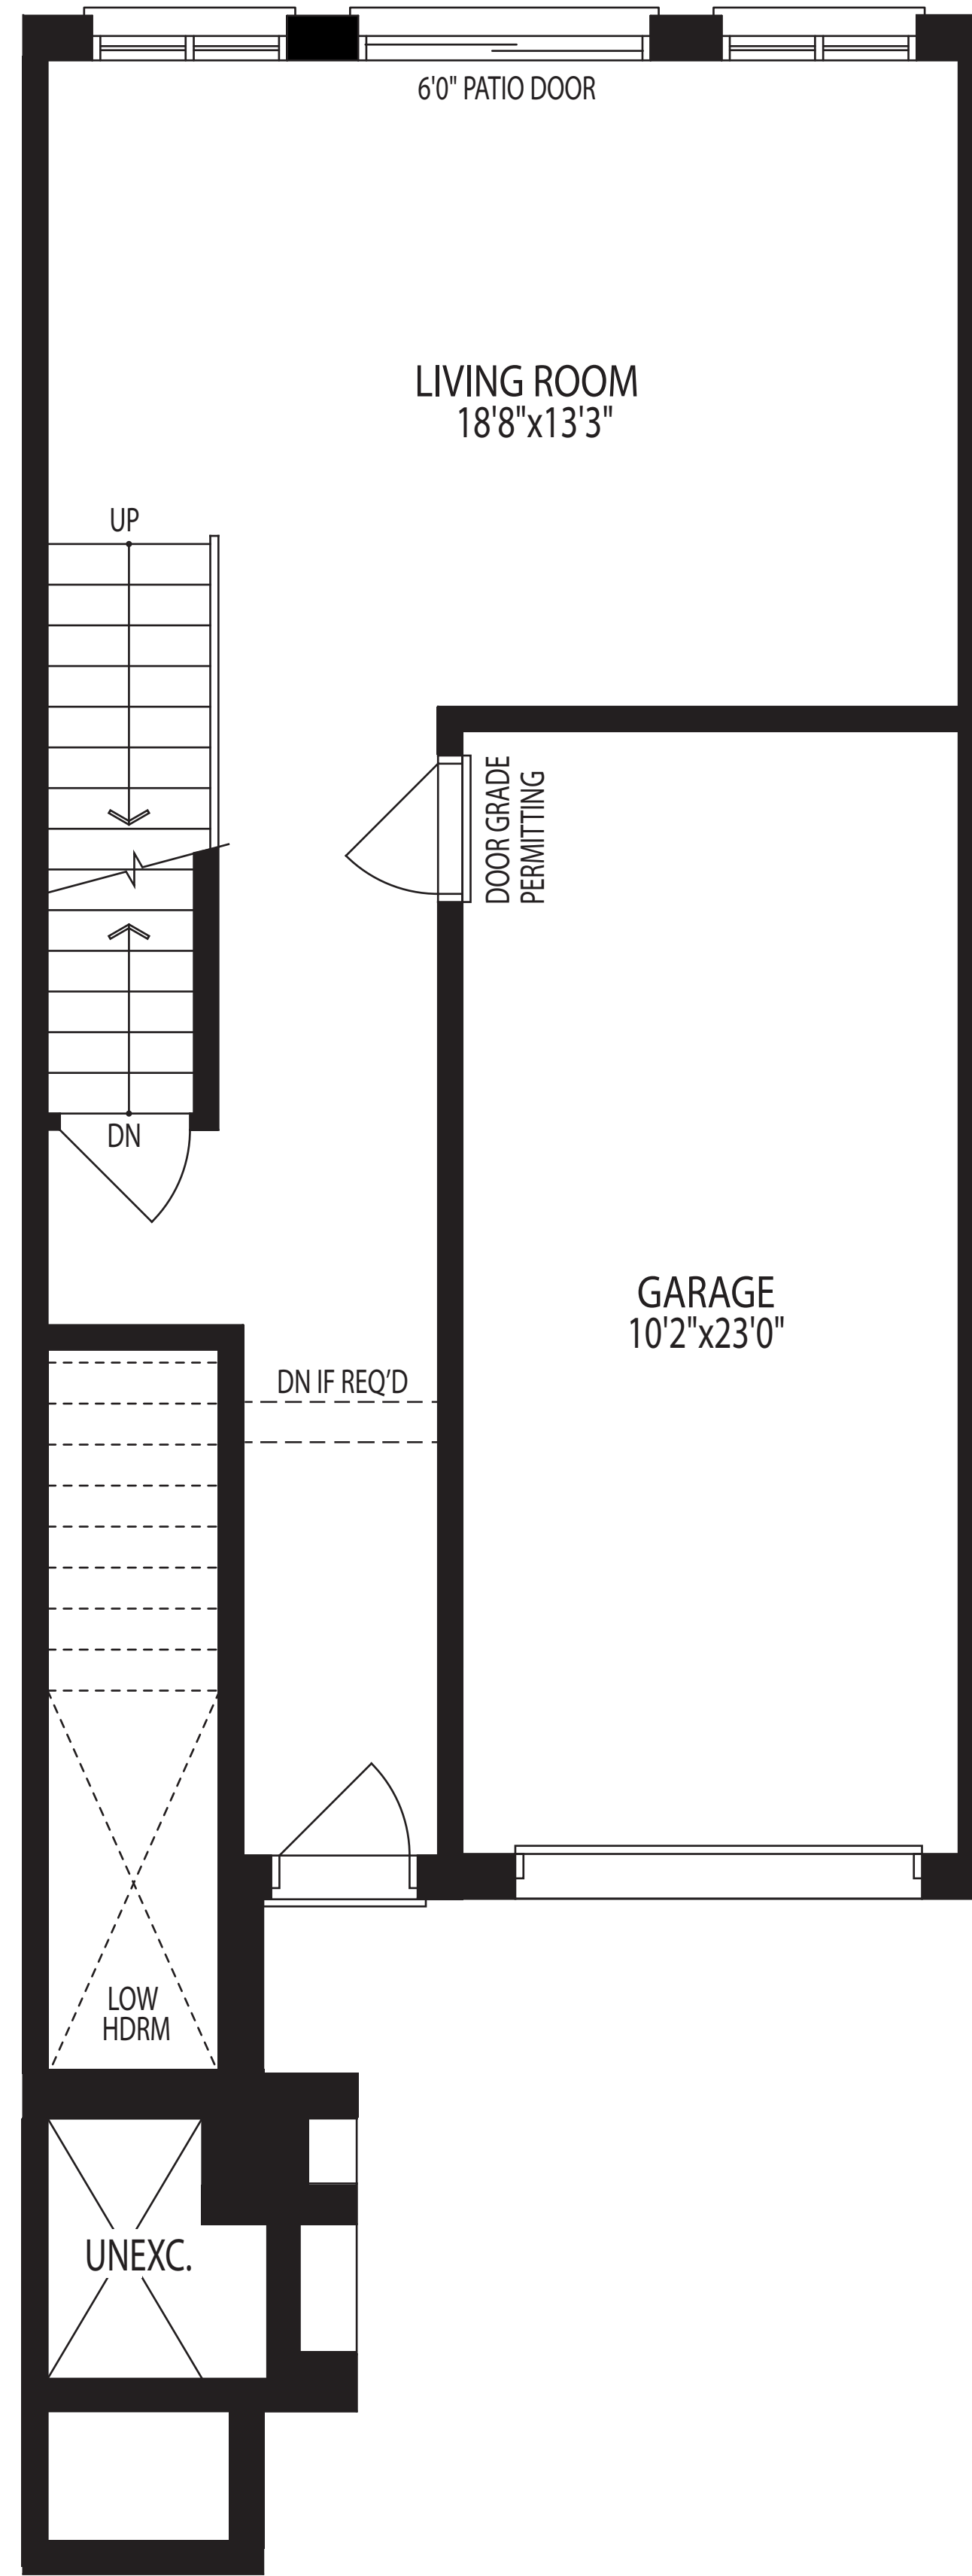 6'0" PATIO DOOR
LIVING ROOM
18'8"x13'3"
UP
DOOR GRADE
PERMITTING
DN
GARAGE
10'2"x23'0"
DN IF REQ’D
LOW
HDRM
UNEXC.